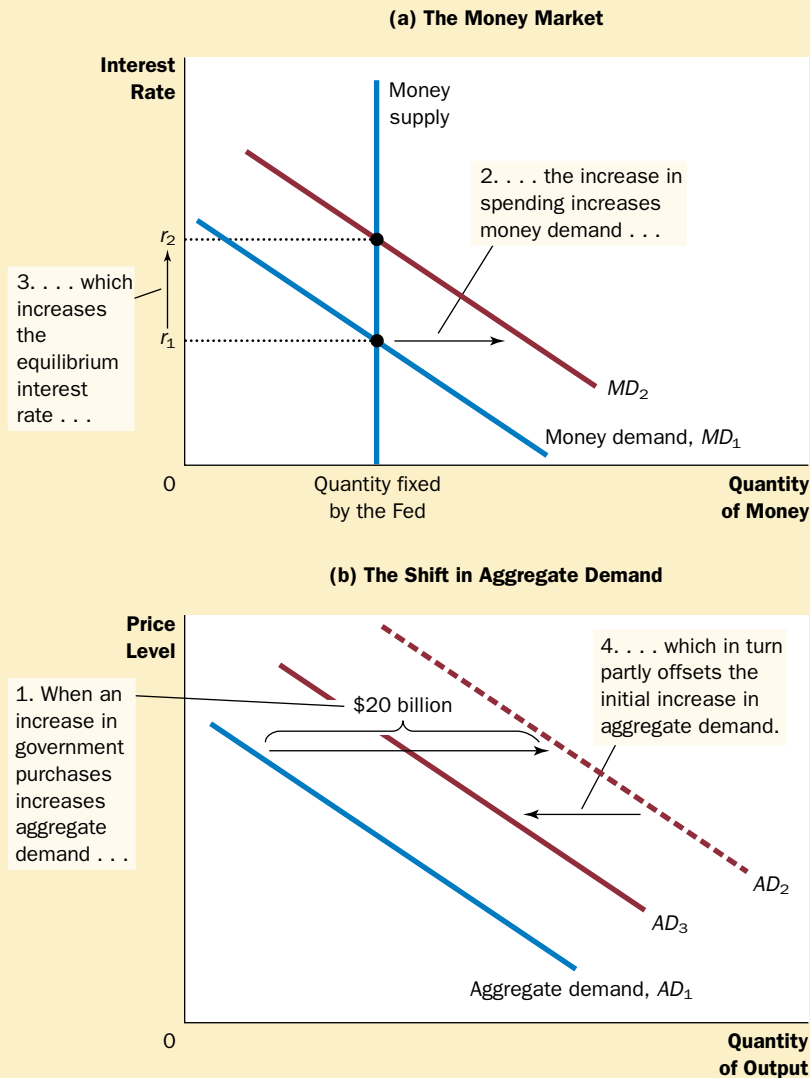 (a) The Money Market
Interest
Rate
Money
supply
2. . . . the increase in
spending increases
money demand . . .
r2
3. . . . which
increases
the
equilibrium
interest
rate . . .
r1
MD2
Money demand, MD1
0
Quantity fixed
by the Fed
Quantity
of Money
(b) The Shift in Aggregate Demand
Price
Level
4. . . . which in turn
partly offsets the
initial increase in
aggregate demand.
1. When an
increase in
government
purchases
increases
aggregate
demand . . .
$20 billion
AD2
AD3
Aggregate demand, AD1
0
Quantity
of Output